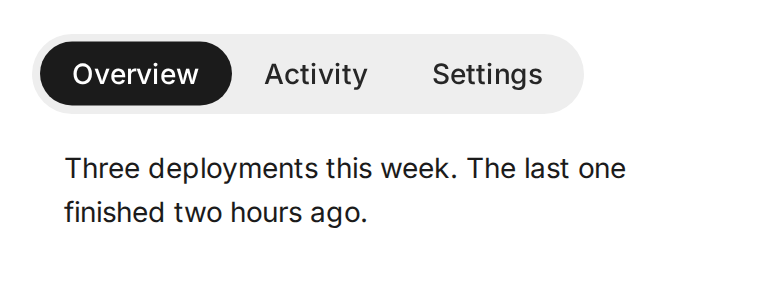 Overview Activity Settings
Three deployments this week. The last one
finished two hours ago.